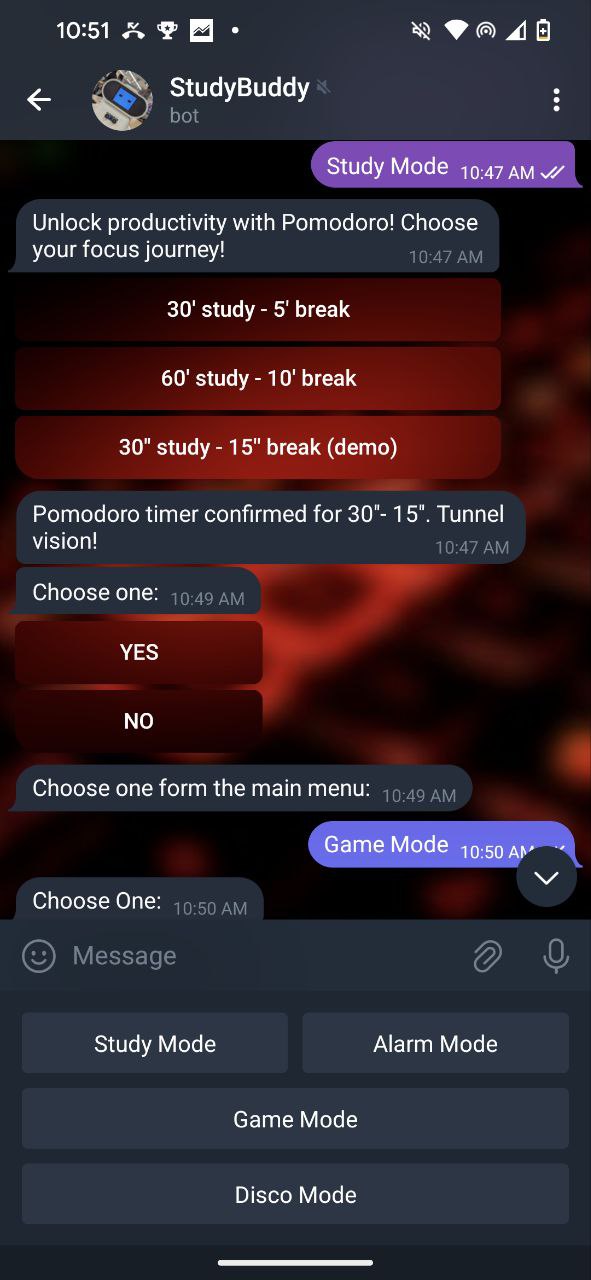 10:51
StudyBuddy
bot
Study Mode 10:47 AM
Unlock productivity with Pomodoro! Choose
your focus journey! 10:47 AM
30' study - 5' break
60' study - 10' break
30" study - 15" break (demo)
Pomodoro timer confirmed for 30"- 15". Tunnel
vision! 10:47 AM
Choose one: 10:49 AM
YES
NO
Choose one form the main menu: 10:49 AM
Game Mode 10:50 AM
Choose One: 10:50 AM
Message
Study Mode Alarm Mode
Game Mode
Disco Mode